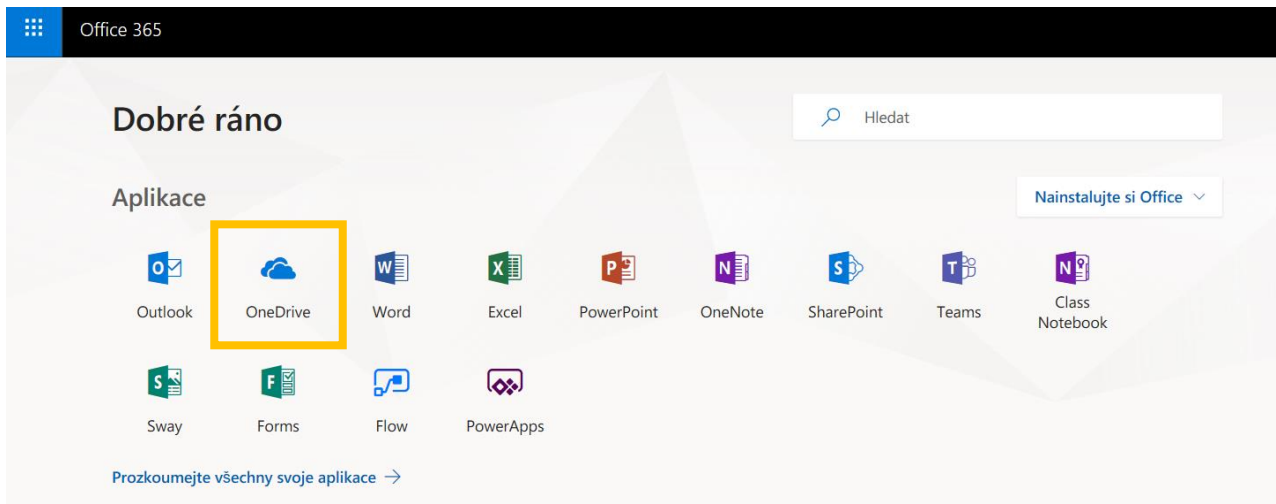 Office 365
Dobré ráno
Hledat
Aplikace
Nainstalujte si Office
Outlook OneDrive Word Excel PowerPoint OneNote SharePoint Teams Class Notebook
Sway Forms Flow PowerApps
Prozkoumejte všechny svoje aplikace →